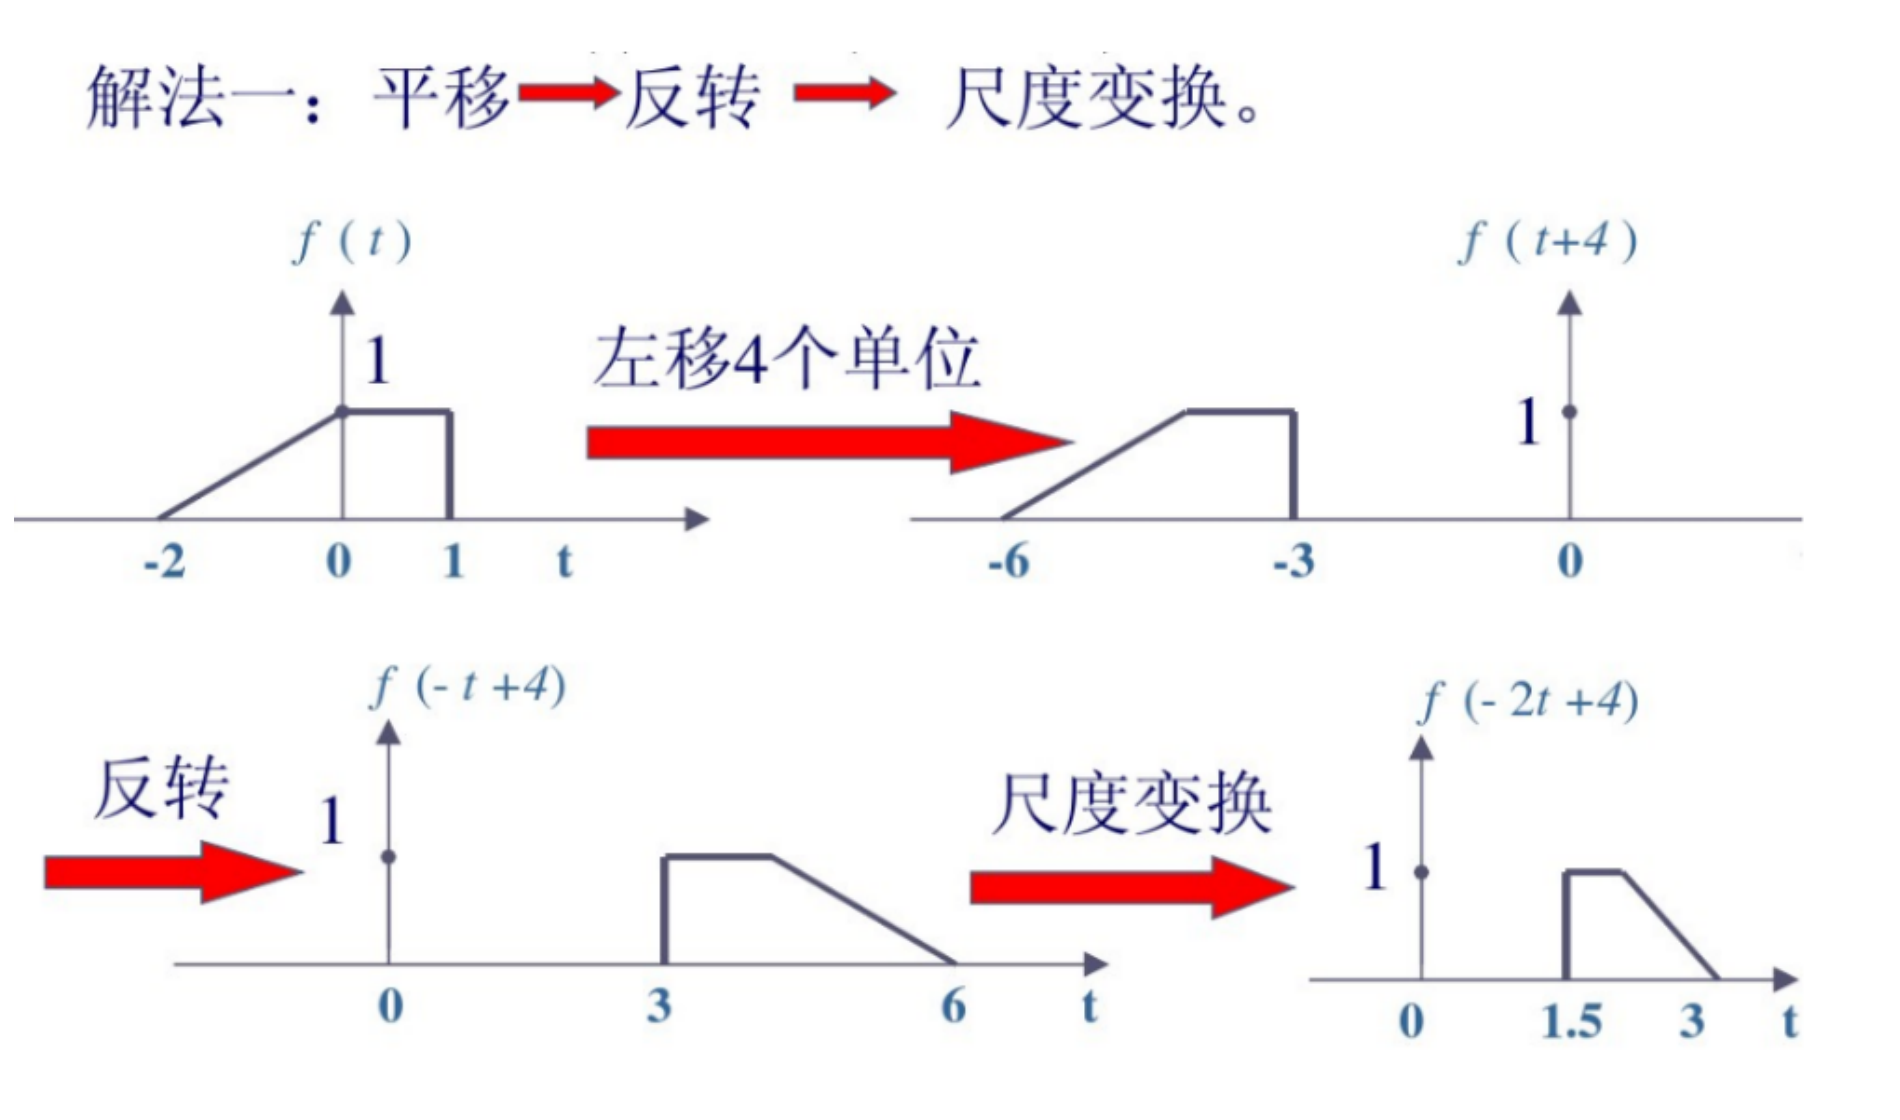 解法一：平移 反转 尺度变换。
f ( t )
f ( t+4 )
1
左移4个单位
1
-2 0 1 t
-6 -3 0
f (- t +4)
f (- 2t +4)
反转
1
尺度变换
1
0 3 6 t
0 1.5 3 t